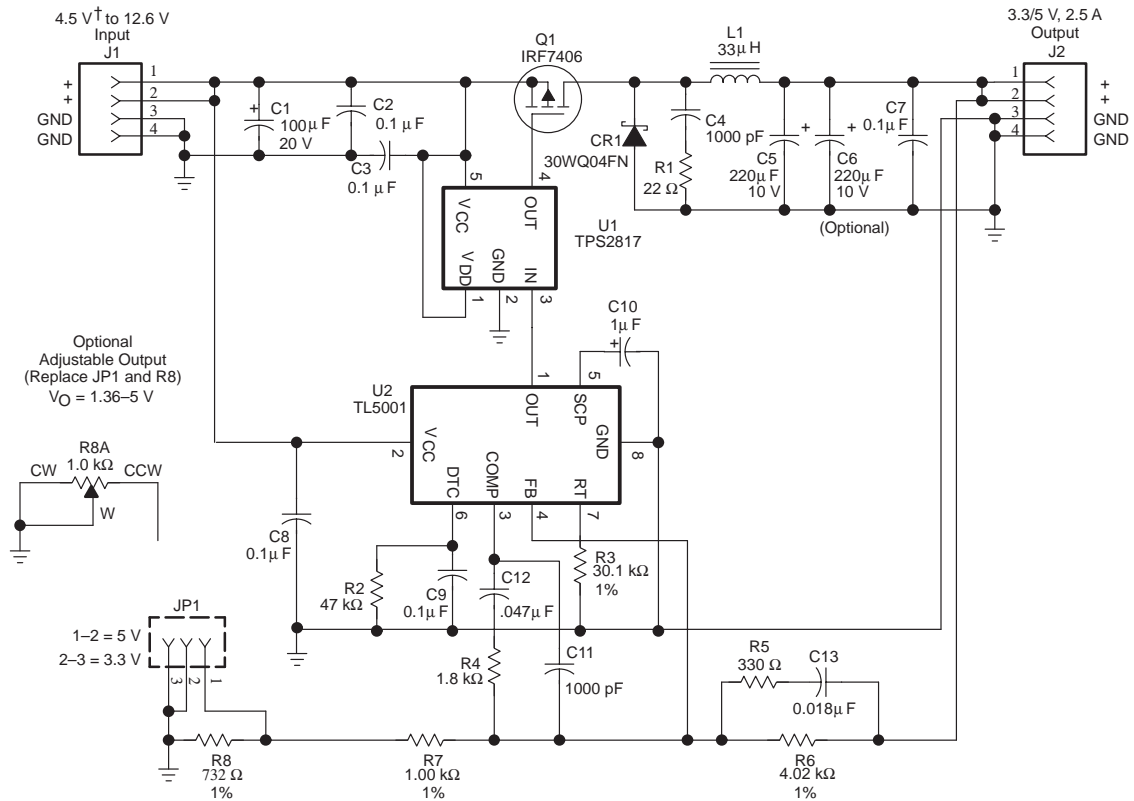 4.5 V† to 12.6 V
Input
J1
+
+
GND
GND
1
2
3
4
+
C1
100μF
20 V
C2
0.1 μF
C3
0.1 μF
Q1
IRF7406
CR1
30WQ04FN
L1
33μH
C4
1000 pF
R1
22 Ω
+
C5
220μF
10 V
+
C6
220μF
10 V
(Optional)
C7
0.1μF
3.3/5 V, 2.5 A
Output
J2
1
2
3
4
+
+
GND
GND
5
4
VCC
OUT
VDD
GND
IN
1
2
3
U1
TPS2817
C10
1μF
+
U2
TL5001
1
5
OUT
SCP
VCC
2
GND
8
DTC
COMP
FB
RT
6
3
4
7
Optional
Adjustable Output
(Replace JP1 and R8)
VO = 1.36–5 V
R8A
1.0 kΩ
CW
CCW
W
C8
0.1μF
R2
47 kΩ
C9
0.1μF
C12
.047μF
R3
30.1 kΩ
1%
R4
1.8 kΩ
C11
1000 pF
JP1
1–2 = 5 V
2–3 = 3.3 V
3
2
1
R5
330 Ω
C13
0.018μF
R8
732 Ω
1%
R7
1.00 kΩ
1%
R6
4.02 kΩ
1%